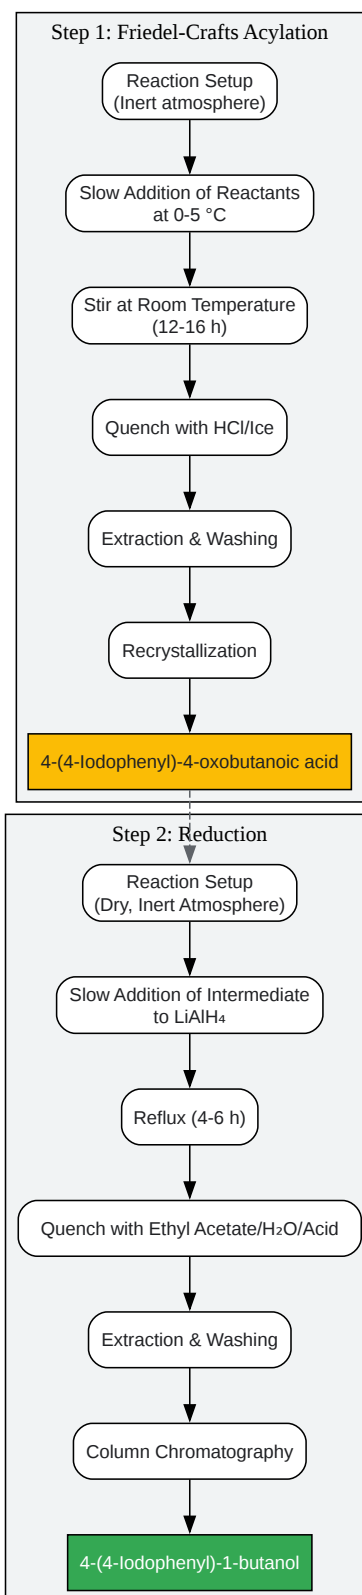 Step 1: Friedel-Crafts Acylation
Reaction Setup
(Inert atmosphere)
Slow Addition of Reactants
at 0-5 °C
Stir at Room Temperature
(12-16 h)
Quench with HCl/Ice
Extraction & Washing
Recrystallization
4-(4-Iodophenyl)-4-oxobutanoic acid
Step 2: Reduction
Reaction Setup
(Dry, Inert Atmosphere)
Slow Addition of Intermediate
to LiAlH₄
Reflux (4-6 h)
Quench with Ethyl Acetate/H₂O/Acid
Extraction & Washing
Column Chromatography
4-(4-Iodophenyl)-1-butanol